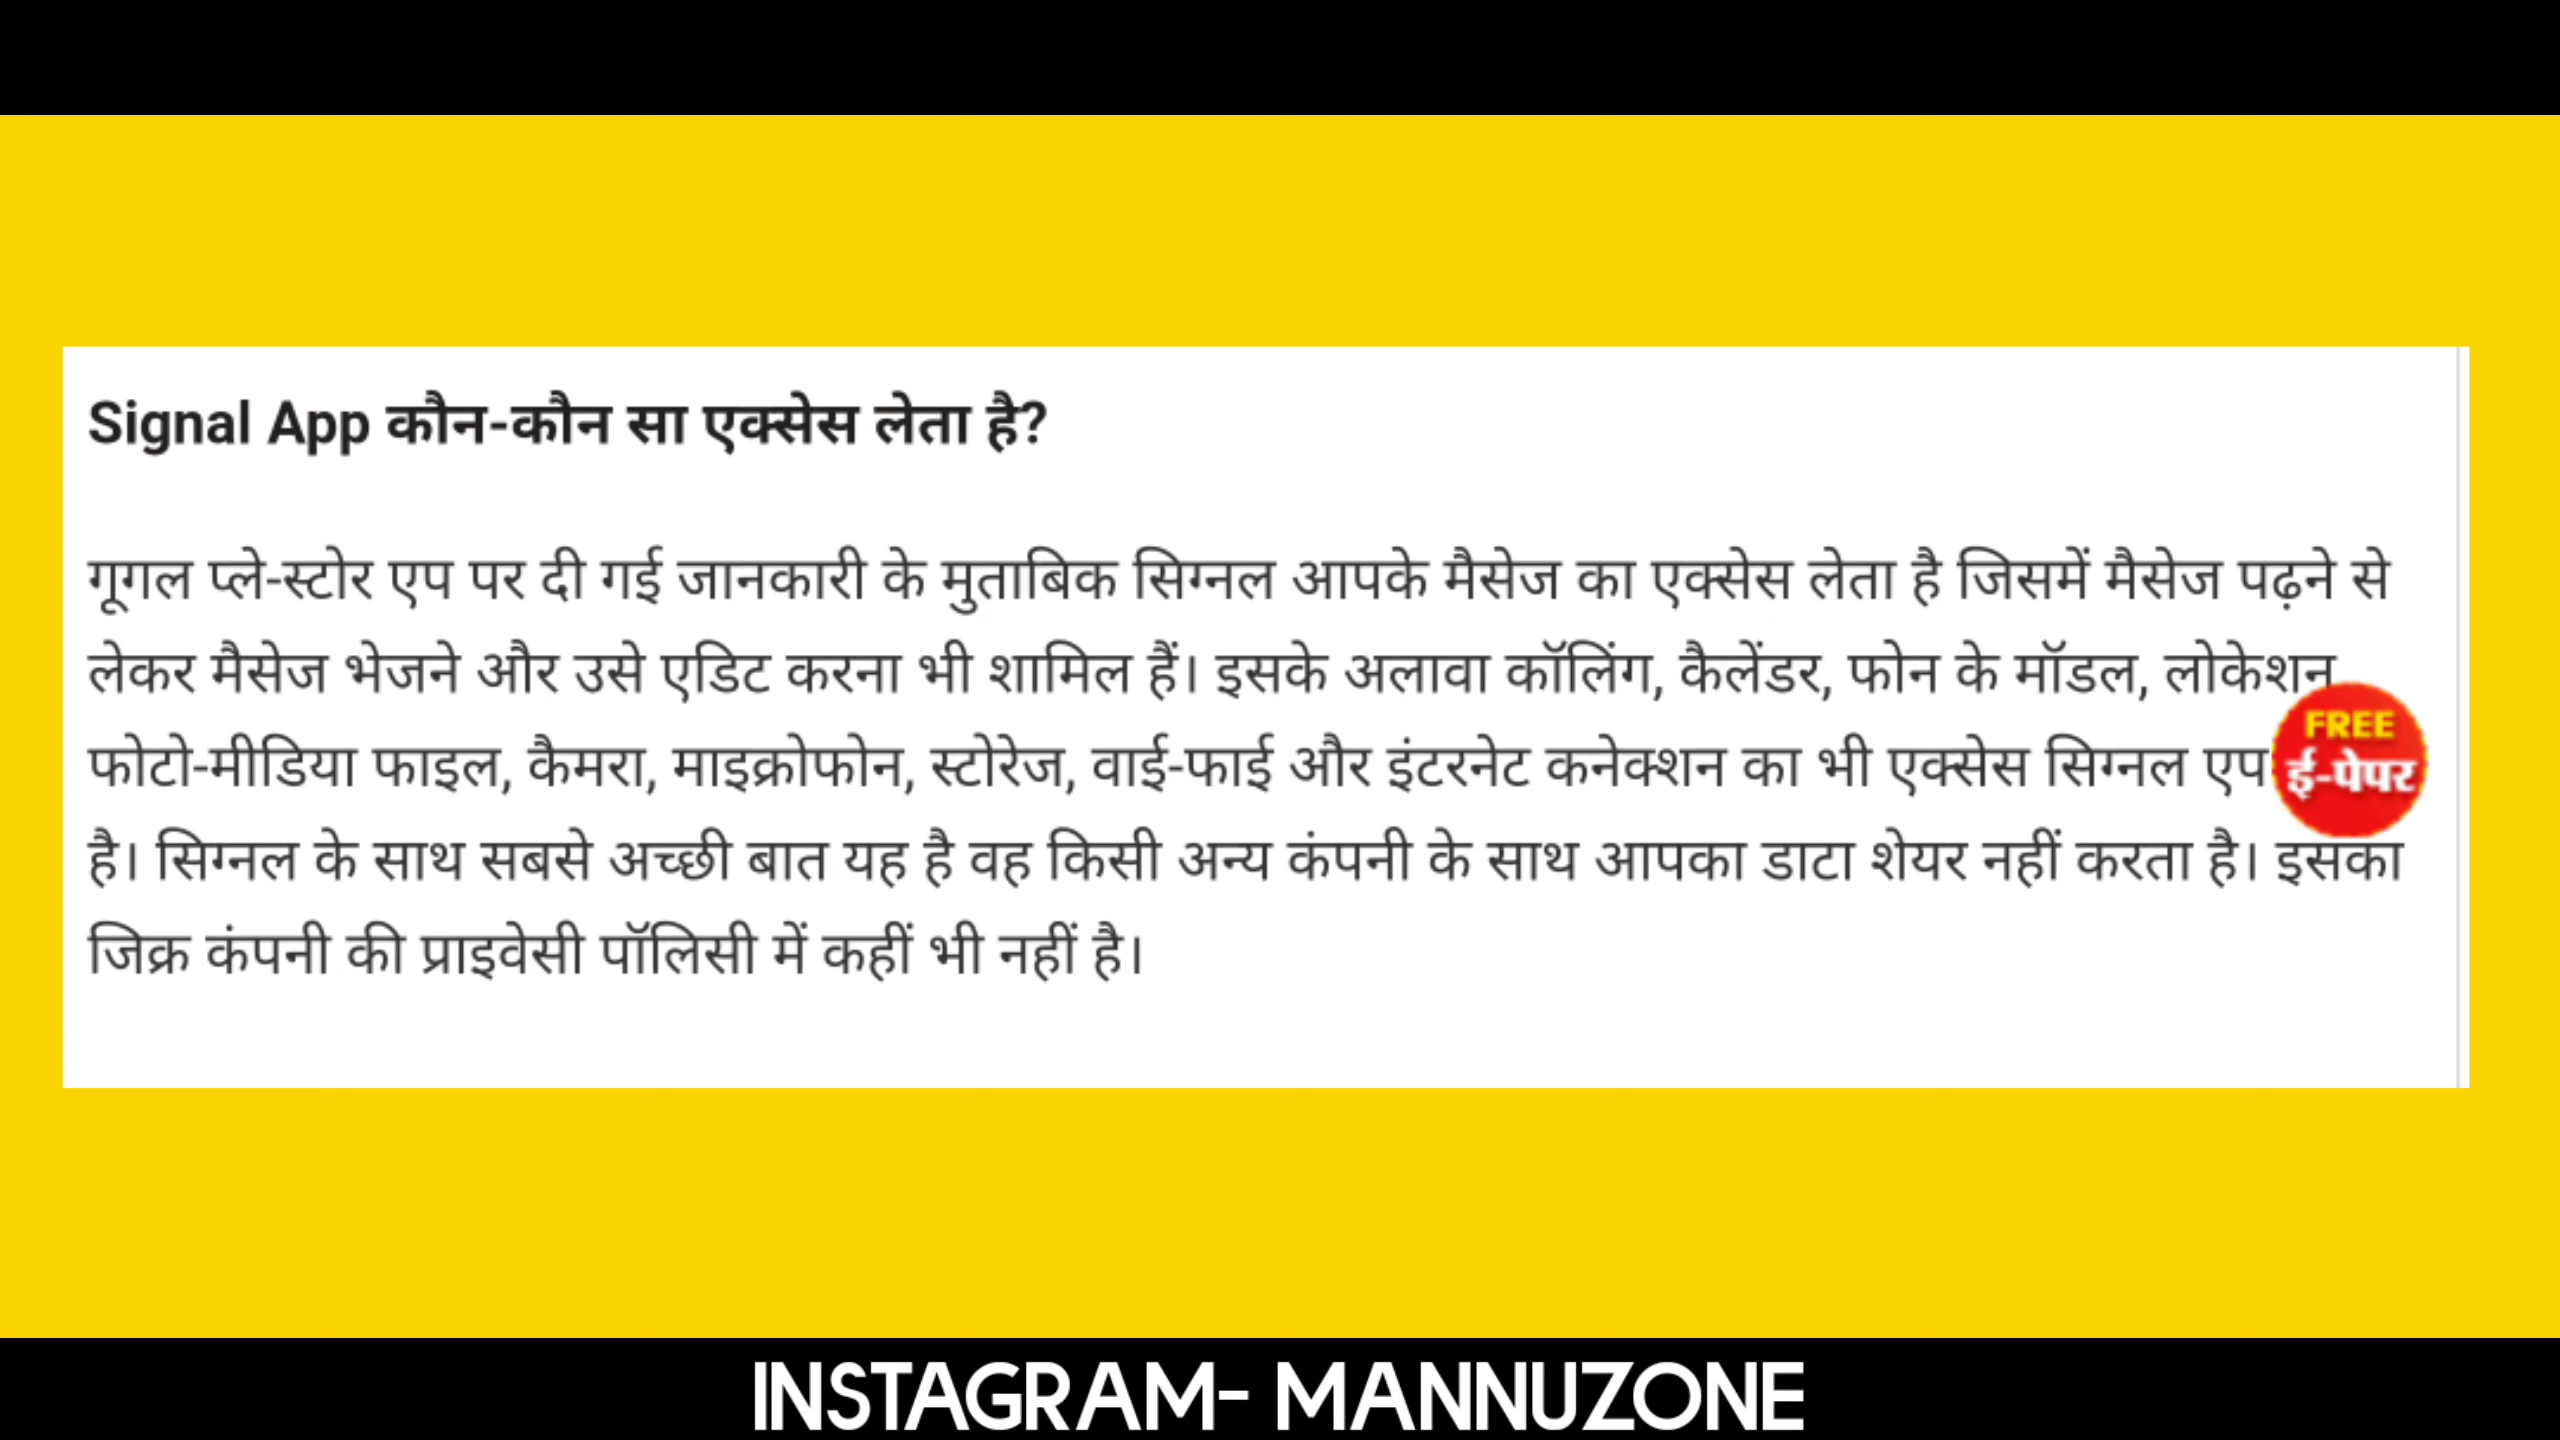 Signal App कौन-कौन सा एक्सेस लेता है?
गूगल प्ले-स्टोर एप पर दी गई जानकारी के मुताबिक सिग्नल आपके मैसेज का एक्सेस लेता है जिसमें मैसेज पढ़ने से
लेकर मैसेज भेजने और उसे एडिट करना भी शामिल हैं। इसके अलावा कॉलिंग, कैलेंडर, फोन के मॉडल, लोकेशन
फोटो-मीडिया फाइल, कैमरा, माइक्रोफोन, स्टोरेज, वाई-फाई और इंटरनेट कनेक्शन का भी एक्सेस सिग्नल एप
FREE
ई-पेपर
है। सिग्नल के साथ सबसे अच्छी बात यह है वह किसी अन्य कंपनी के साथ आपका डाटा शेयर नहीं करता है। इसका
जिक्र कंपनी की प्राइवेसी पॉलिसी में कहीं भी नहीं है।
INSTAGRAM- MANNUZONE